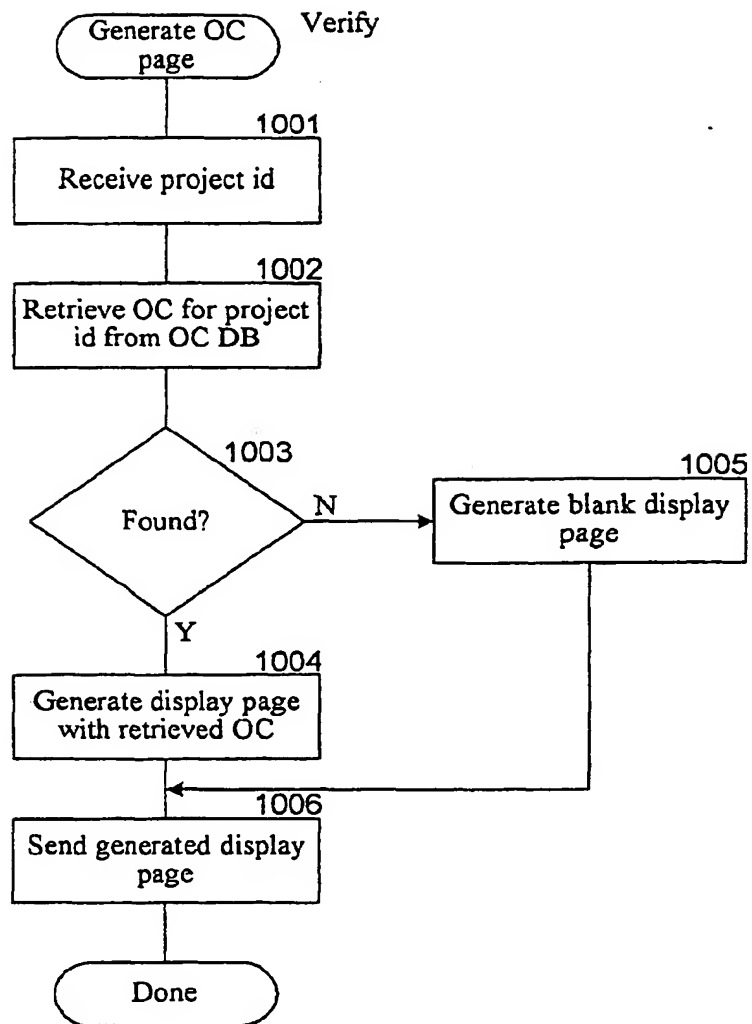 Generate OC
page
Verify
1001
Receive project id
1002
Retrieve OC for project
id from OC DB
1003
Found?
N
1005
Generate blank display
page
Y
1004
Generate display page
with retrieved OC
1006
Send generated display
page
Done